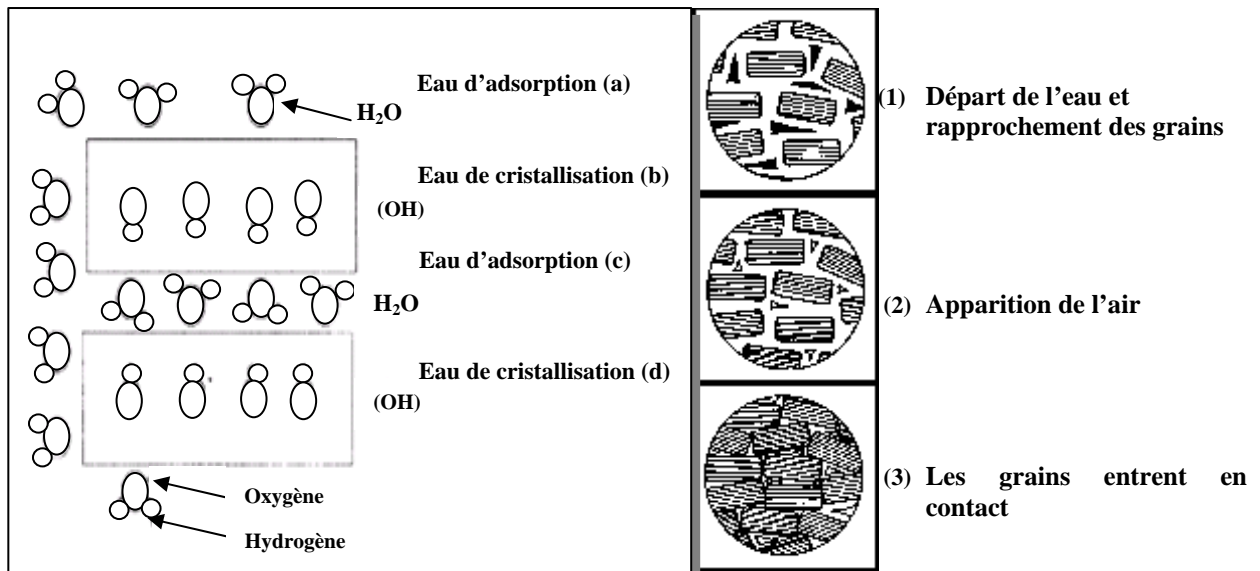 Eau d’adsorption (a)
H₂O
Eau de cristallisation (b)
(OH)
Eau d’adsorption (c)
H₂O
Eau de cristallisation (d)
(OH)
Oxygène
Hydrogène
(1) Départ de l’eau et
rapprochement des grains
(2) Apparition de l’air
(3) Les grains entrent en
contact